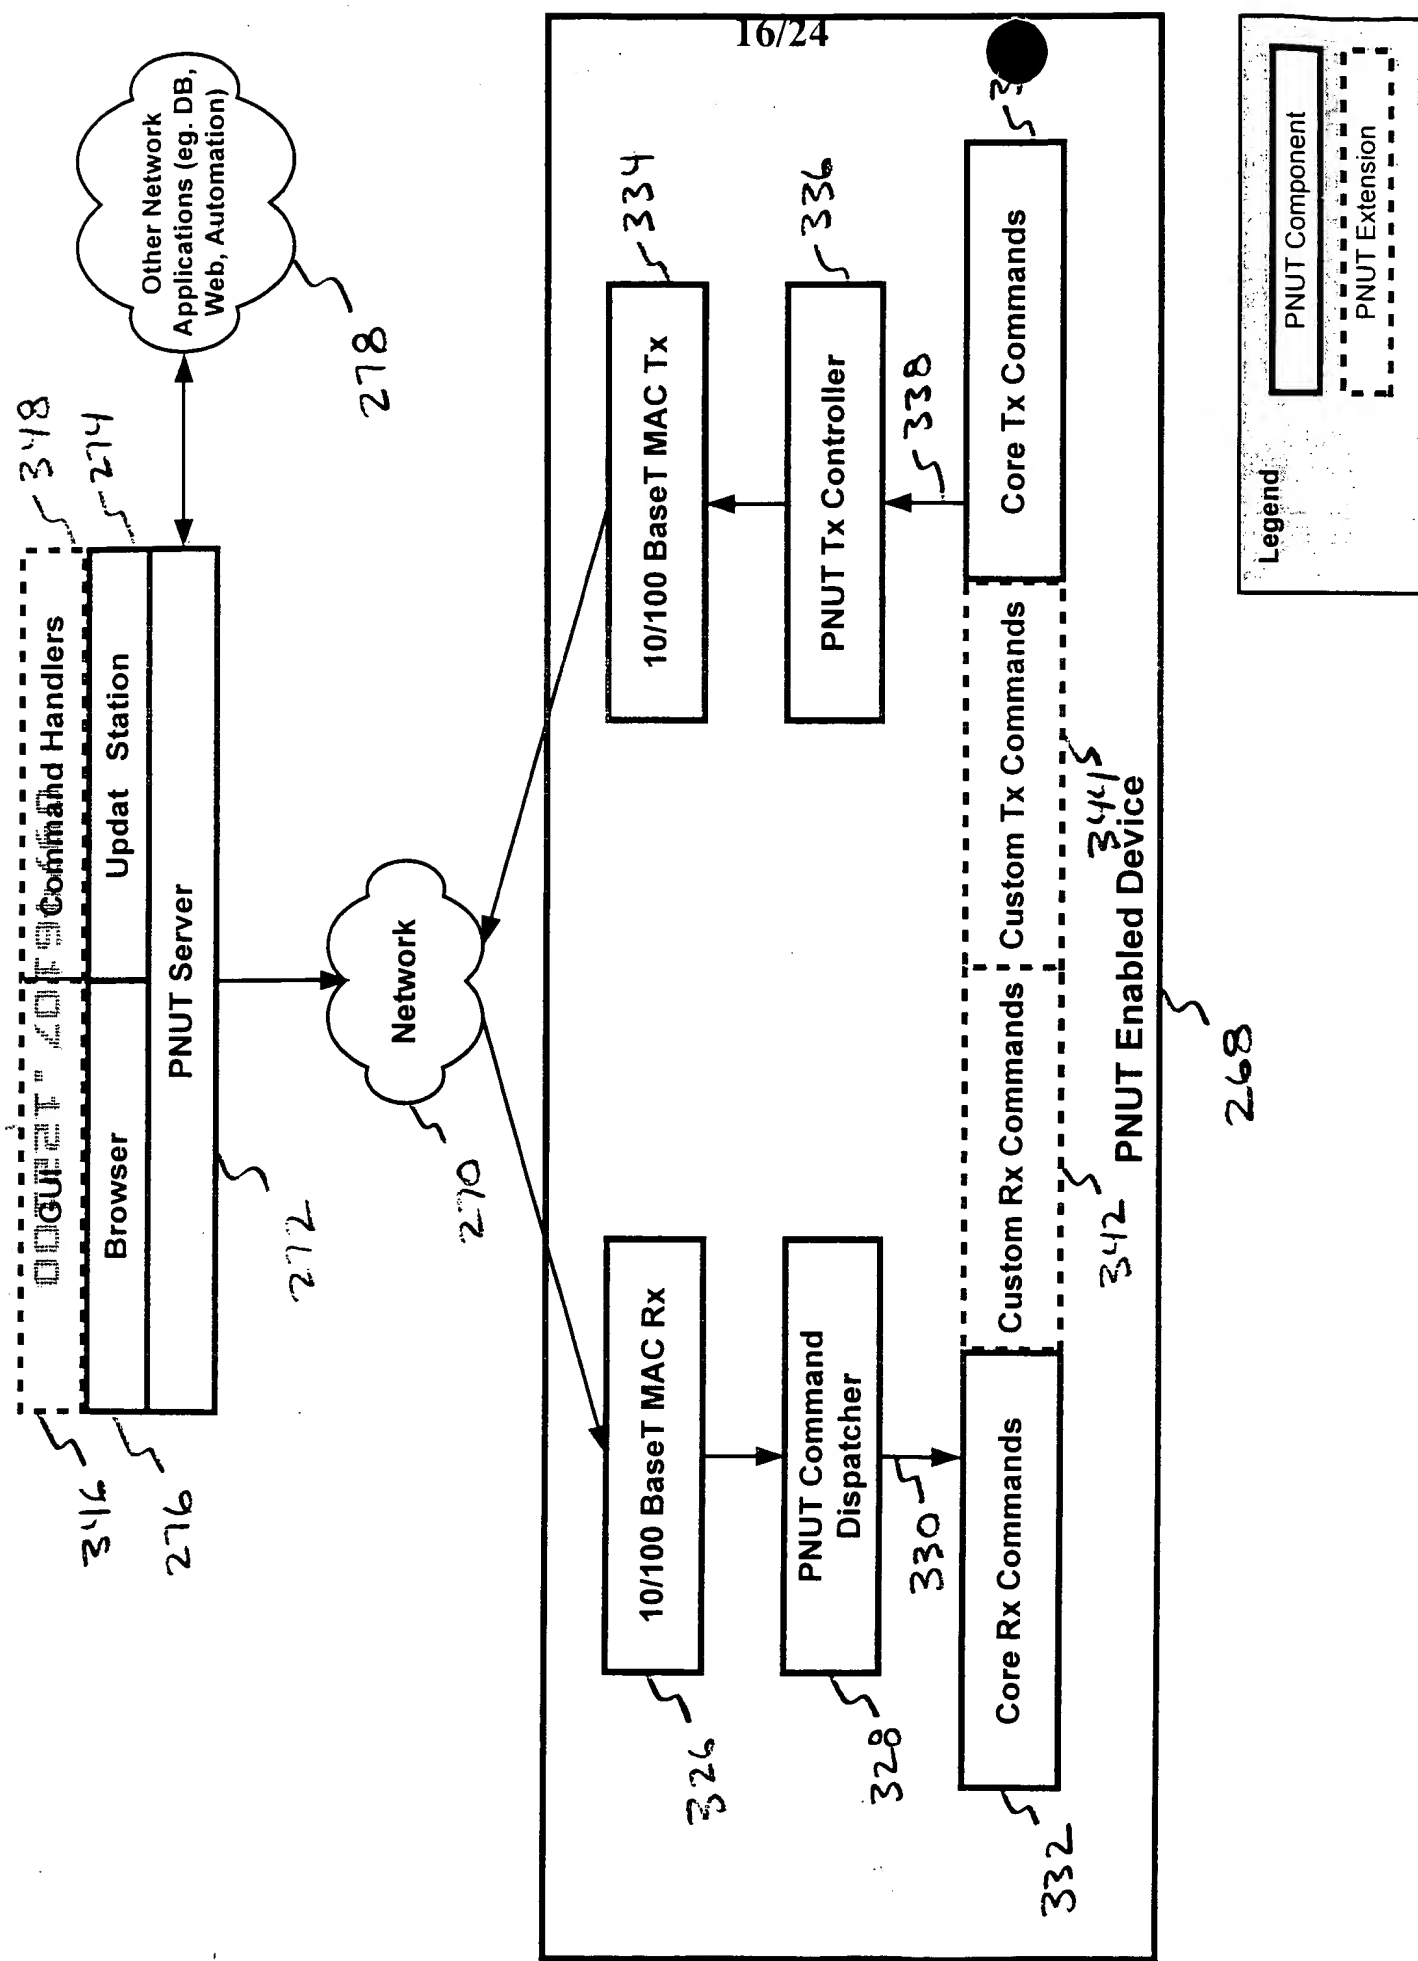 16/24
346
GUI
Command Handlers
348
276
Browser
Updat  Station
274
PNUT Server
272
Other Network
Applications (eg. DB,
Web, Automation)
278
Network
270
326
10/100 BaseT MAC Rx
10/100 BaseT MAC Tx
334
328
PNUT Command
Dispatcher
PNUT Tx Controller
336
330
338
332
Core Rx Commands
Custom Rx Commands
Custom Tx Commands
Core Tx Commands
342
344
PNUT Enabled Device
268
Legend
PNUT Component
PNUT Extension